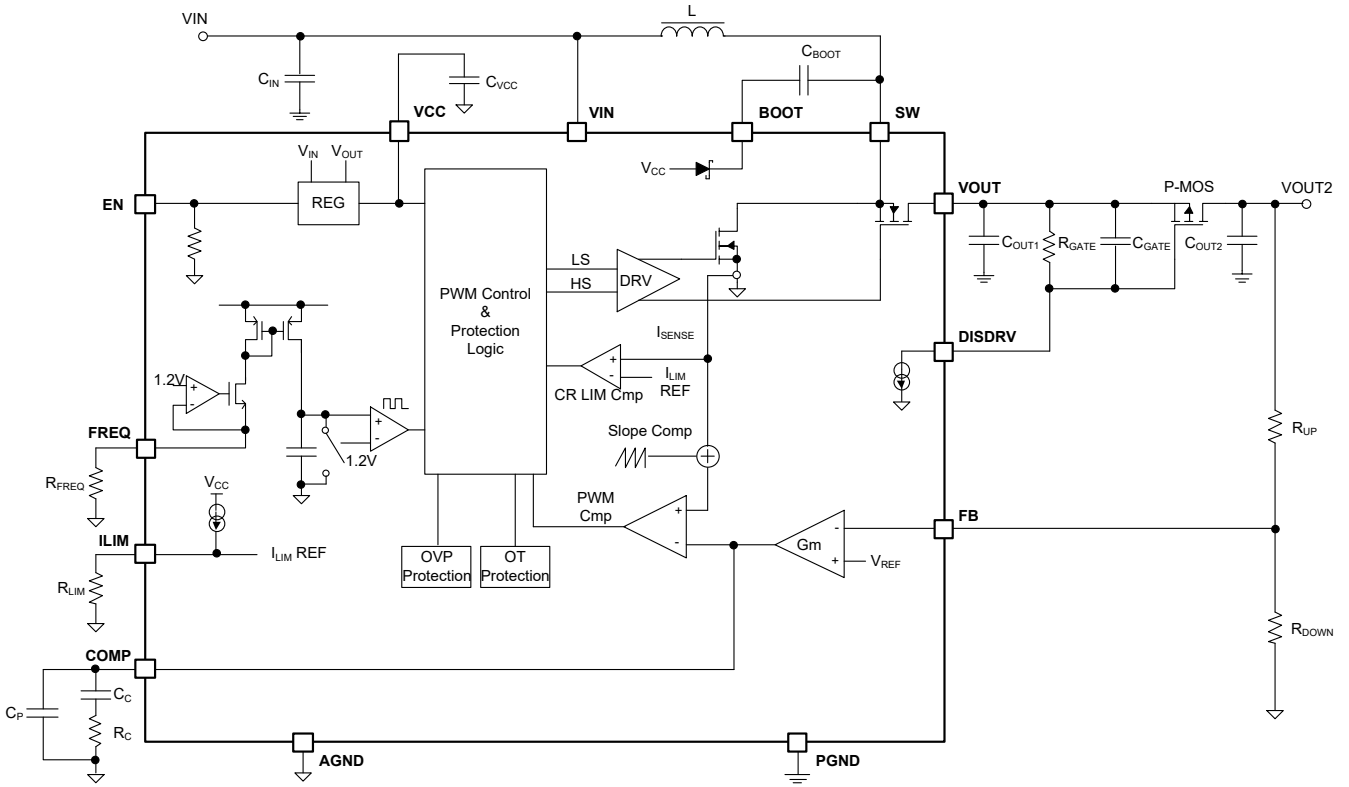 VIN
L
CBOOT
CIN
CVCC
VCC
VIN
BOOT
SW
VIN
VOUT
VCC
EN
REG
VOUT
P-MOS
VOUT2
COUT1
RGATE
CGATE
COUT2
LS
HS
DRV
PWM Control
&
Protection
Logic
ISENSE
DISDRV
1.2V
+
-
+
-
ILIM
REF
CR LIM Cmp
FREQ
+
-
1.2V
Slope Comp
+
RUP
RFREQ
VCC
PWM
Cmp
+
-
FB
ILIM
ILIM REF
OVP
Protection
OT
Protection
Gm
-
+
VREF
RLIM
RDOWN
COMP
CC
CP
RC
AGND
PGND